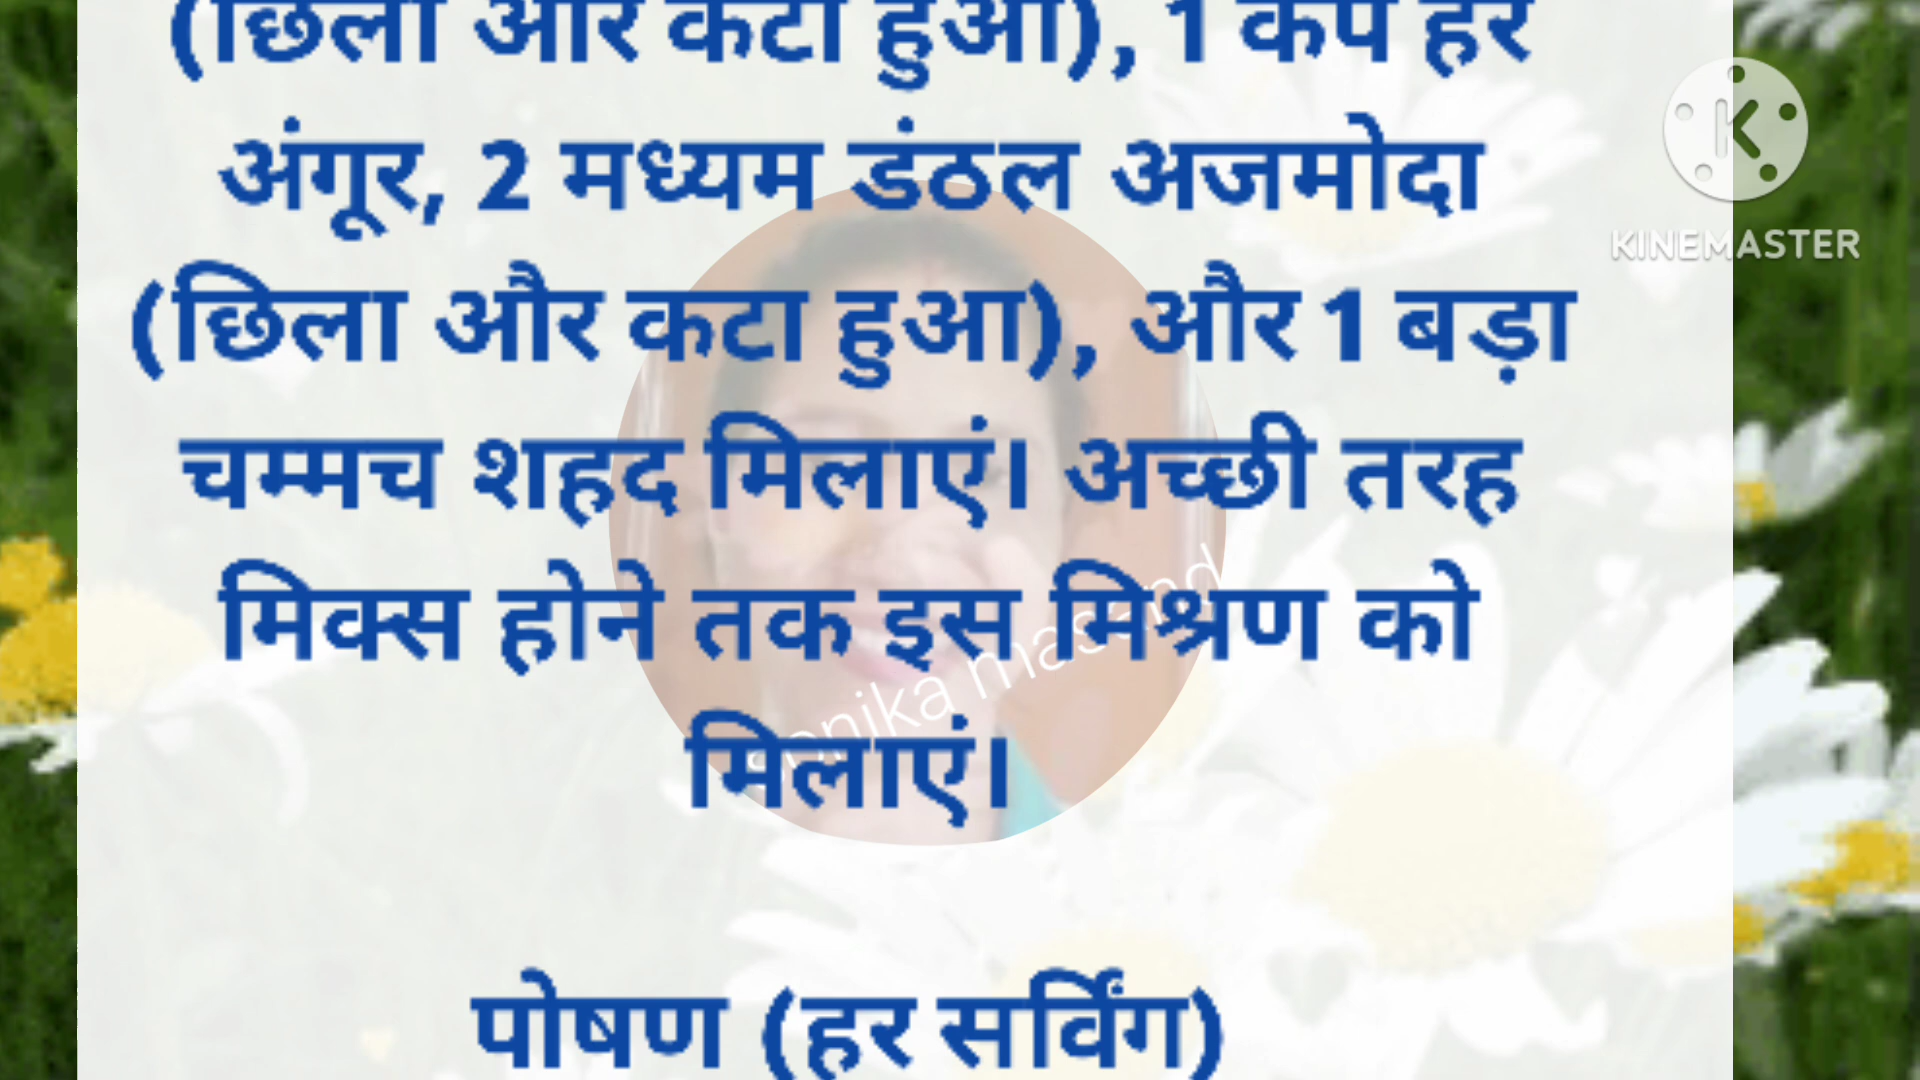 (छिला और कटा हुआ), 1 कप हरे
अंगूर, 2 मध्यम डंठल अजमोदा
(छिला और कटा हुआ), और 1 बड़ा
चम्मच शहद मिलाएं। अच्छी तरह
मिक्स होने तक इस मिश्रण को
मिलाएं।
पोषण (हर सर्विंग)
K
KINEMASTER